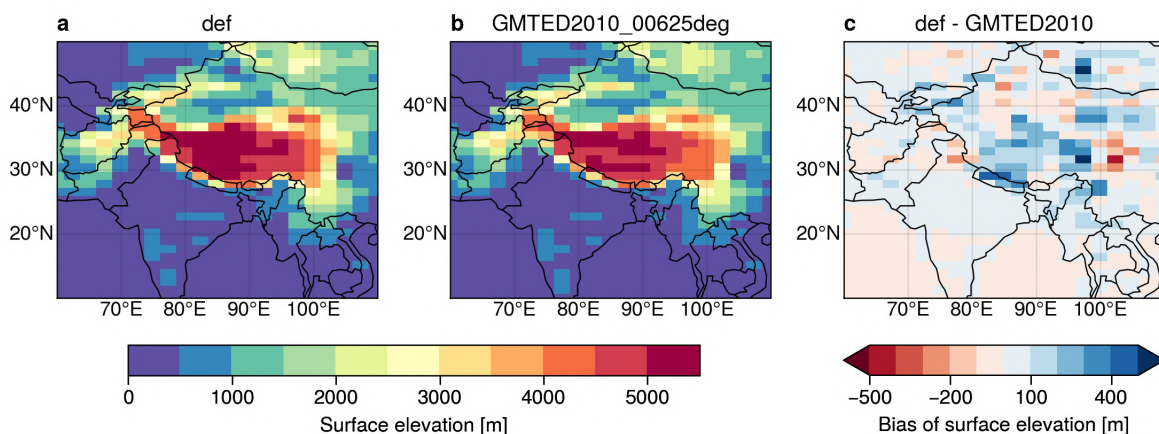 a def
b GMTED2010_00625deg
c def - GMTED2010
40°N
30°N
20°N
70°E 80°E 90°E 100°E
40°N
30°N
20°N
70°E 80°E 90°E 100°E
40°N
30°N
20°N
70°E 80°E 90°E 100°E
0 1000 2000 3000 4000 5000
Surface elevation [m]
−500 −200 100 400
Bias of surface elevation [m]